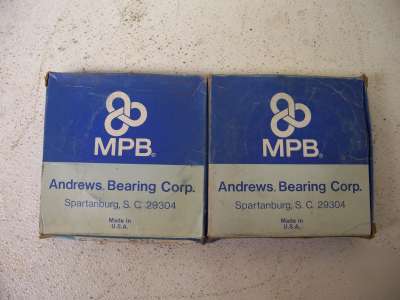 MPB®
Andrews Bearing Corp.
Spartanburg, S. C. 29304
Made in
U.S.A.
MPB®
Andrews Bearing Corp.
Spartanburg, S. C. 29304
Made in
U.S.A.